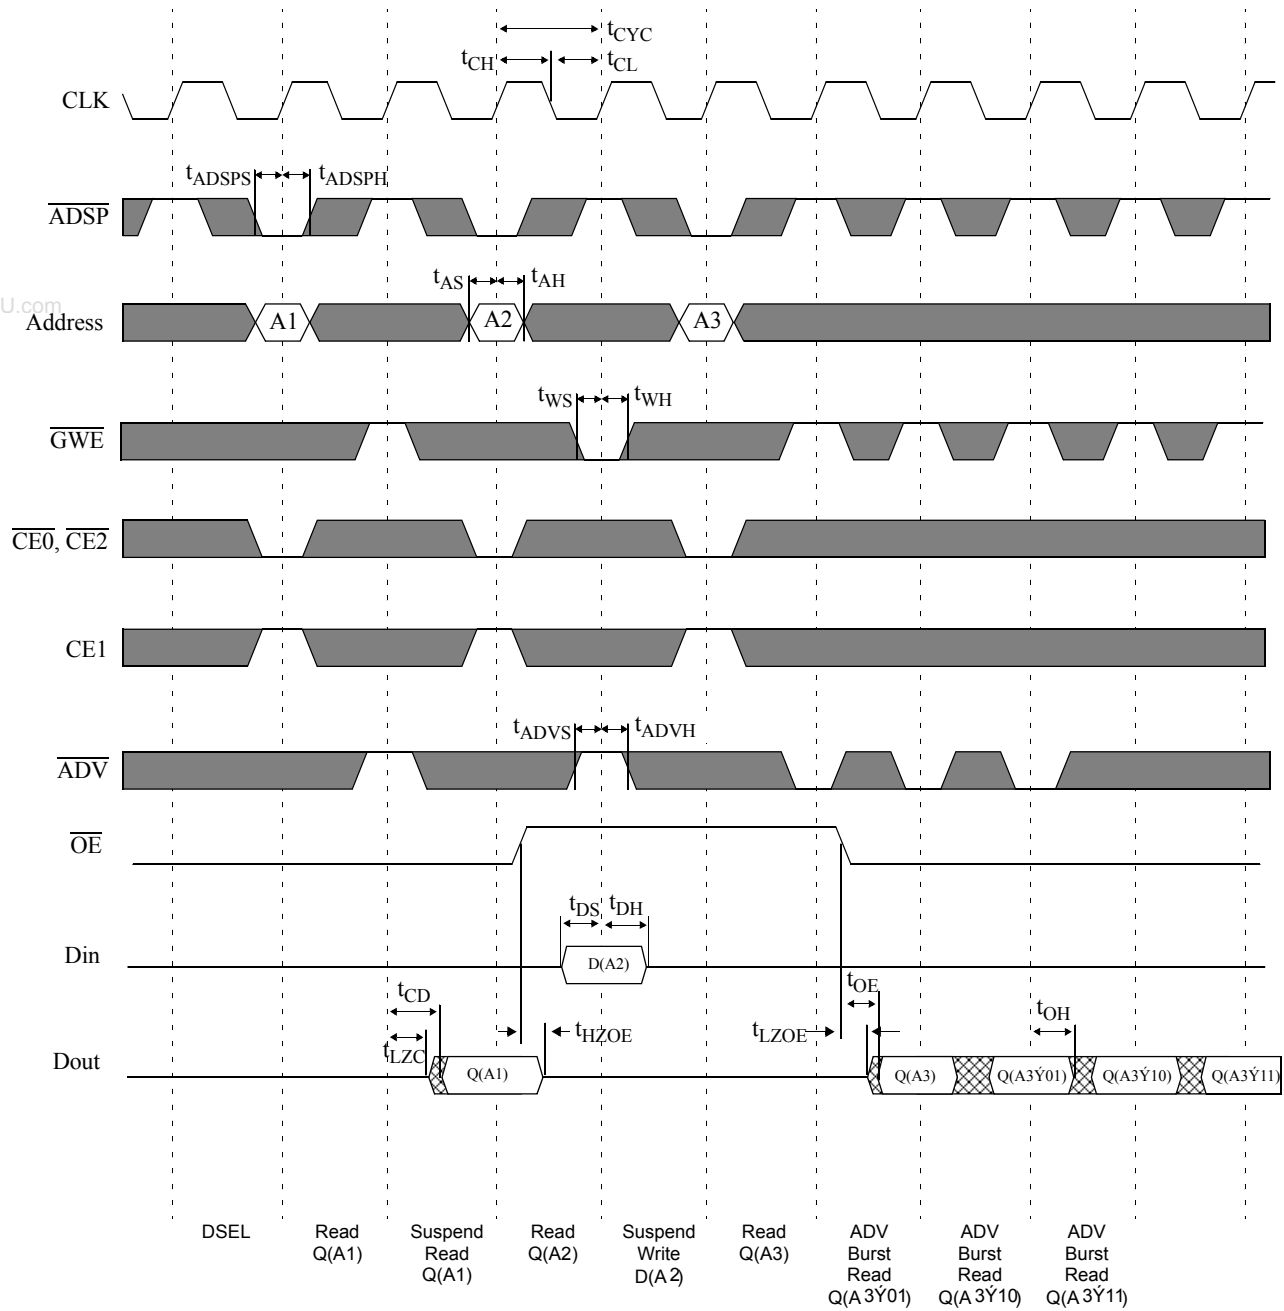 tCYC
tCH
tCL
CLK
tADSPS
tADSPH
ADSP
tAS
tAH
U.com
Address
A1
A2
A3
tWS
tWH
GWE
CE0, CE2
CE1
tADVS
tADVH
ADV
OE
tDS
tDH
Din
D(A2)
tCD
tOE
tOH
tLZC
tHZOE
tLZOE
Dout
Q(A1)
Q(A3)
Q(A3Ý01)
Q(A3Ý10)
Q(A3Ý11)
DSEL
Read
Q(A1)
Suspend
Read
Q(A1)
Read
Q(A2)
Suspend
Write
D(A2)
Read
Q(A3)
ADV
Burst
Read
Q(A3Ý01)
ADV
Burst
Read
Q(A3Ý10)
ADV
Burst
Read
Q(A3Ý11)